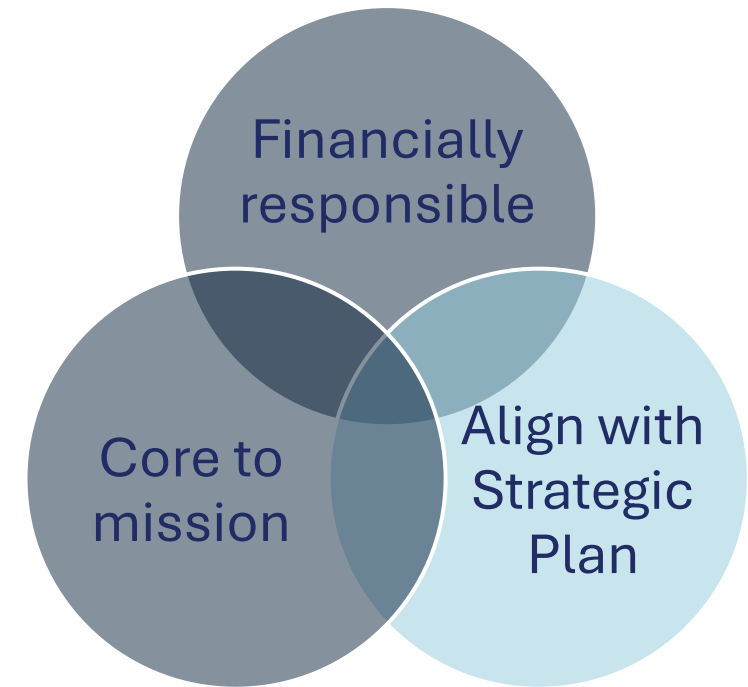 Financially
responsible
Core to
mission
Align with
Strategic
Plan